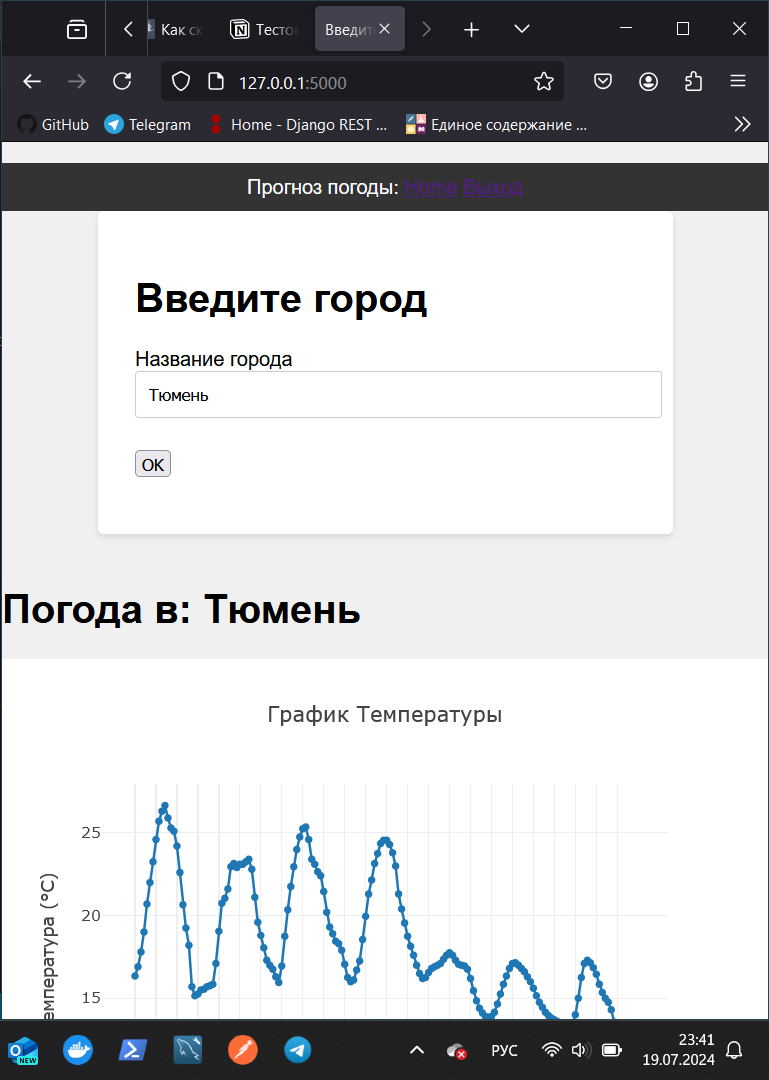 Как ск
Тестов
Введите
127.0.0.1:5000
GitHub
Telegram
Home - Django REST ...
Единое содержание ...
Прогноз погоды: Home Выход
Введите город
Название города
Тюмень
OK
Погода в: Тюмень
График Температуры
25
20
15
емпература (°C)
NEW
РУС
23:41
19.07.2024